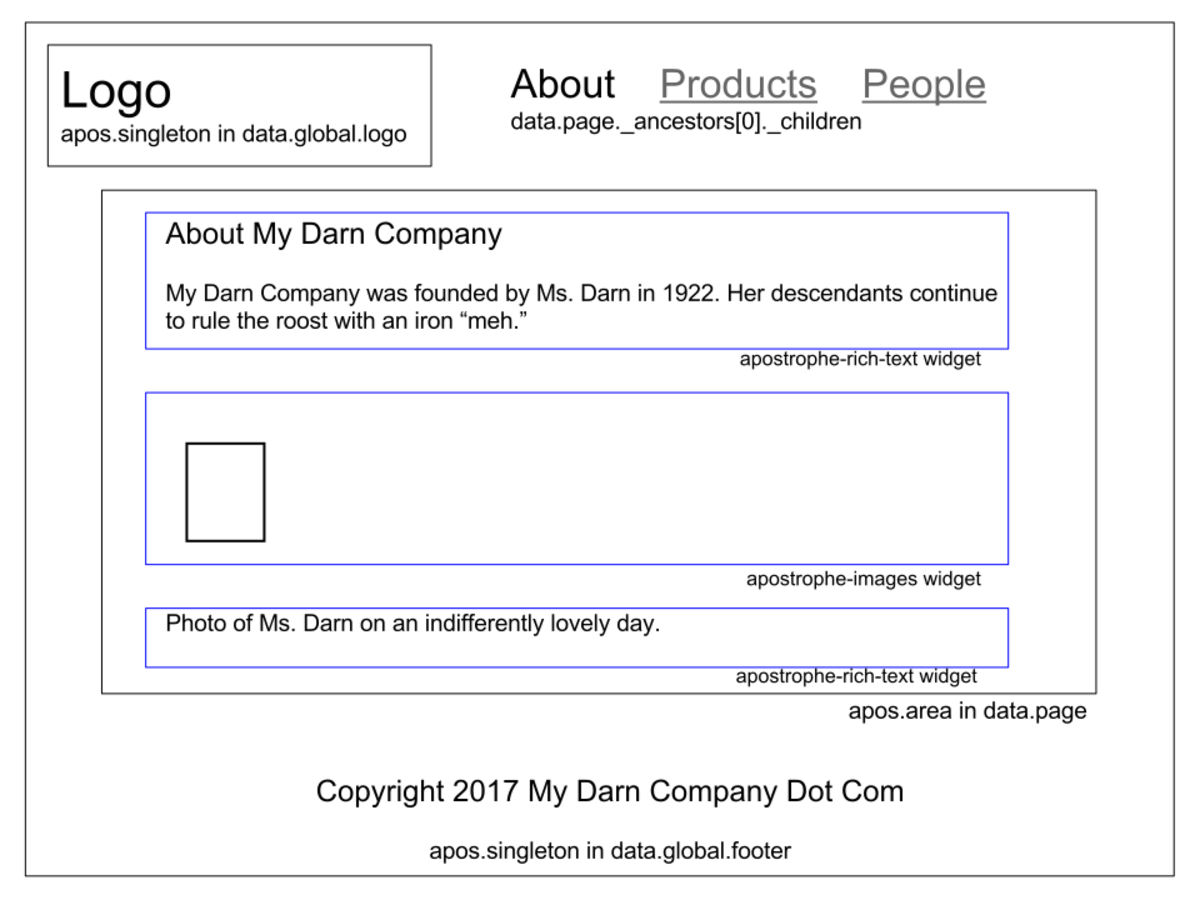 Logo
apos.singleton in data.global.logo
About Products People
data.page._ancestors[0]._children
About My Darn Company
My Darn Company was founded by Ms. Darn in 1922. Her descendants continue
to rule the roost with an iron “meh.”
apostrophe-rich-text widget
apostrophe-images widget
Photo of Ms. Darn on an indifferently lovely day.
apostrophe-rich-text widget
apos.area in data.page
Copyright 2017 My Darn Company Dot Com
apos.singleton in data.global.footer